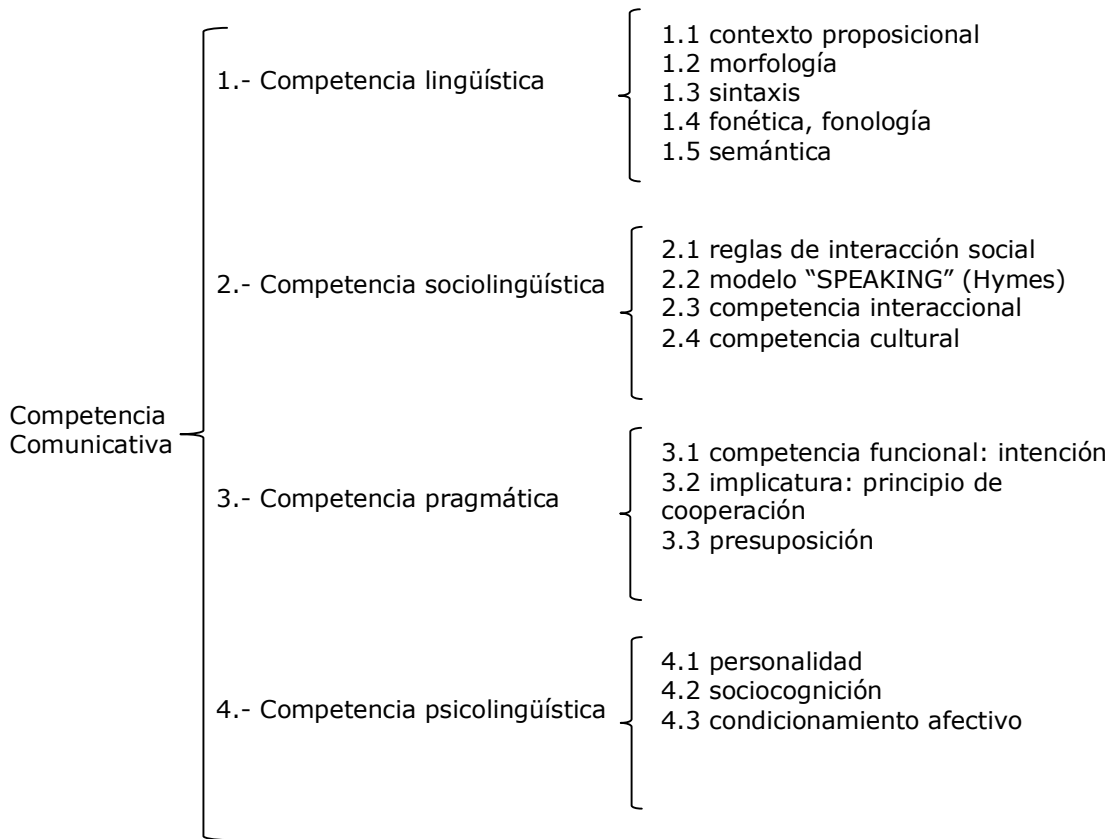 Competencia
Comunicativa
1.- Competencia lingüística
1.1 contexto proposicional
1.2 morfología
1.3 sintaxis
1.4 fonética, fonología
1.5 semántica
2.- Competencia sociolingüística
2.1 reglas de interacción social
2.2 modelo “SPEAKING” (Hymes)
2.3 competencia interaccional
2.4 competencia cultural
3.- Competencia pragmática
3.1 competencia funcional: intención
3.2 implicatura: principio de
cooperación
3.3 presuposición
4.- Competencia psicolingüística
4.1 personalidad
4.2 sociocognición
4.3 condicionamiento afectivo